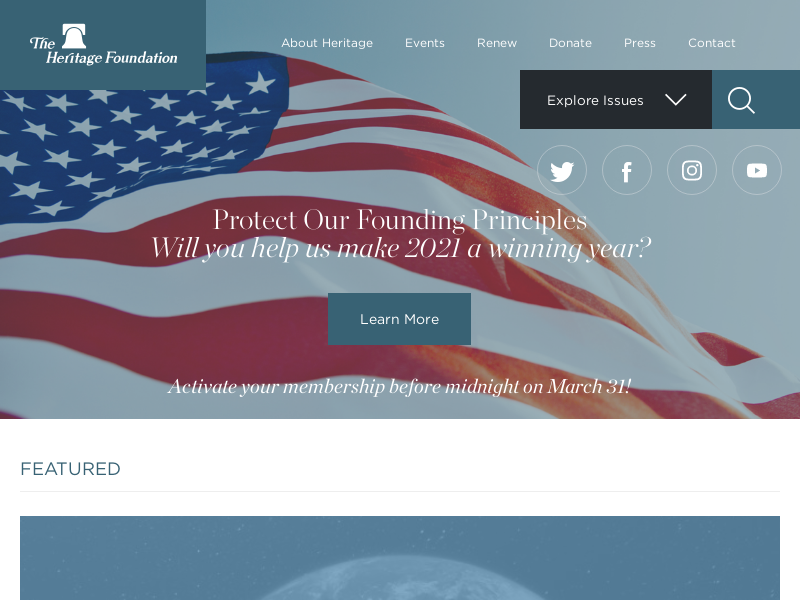 The
Heritage Foundation
About Heritage
Events
Renew
Donate
Press
Contact
Explore Issues
Protect Our Founding Principles
Will you help us make 2021 a winning year?
Learn More
Activate your membership before midnight on March 31!
FEATURED